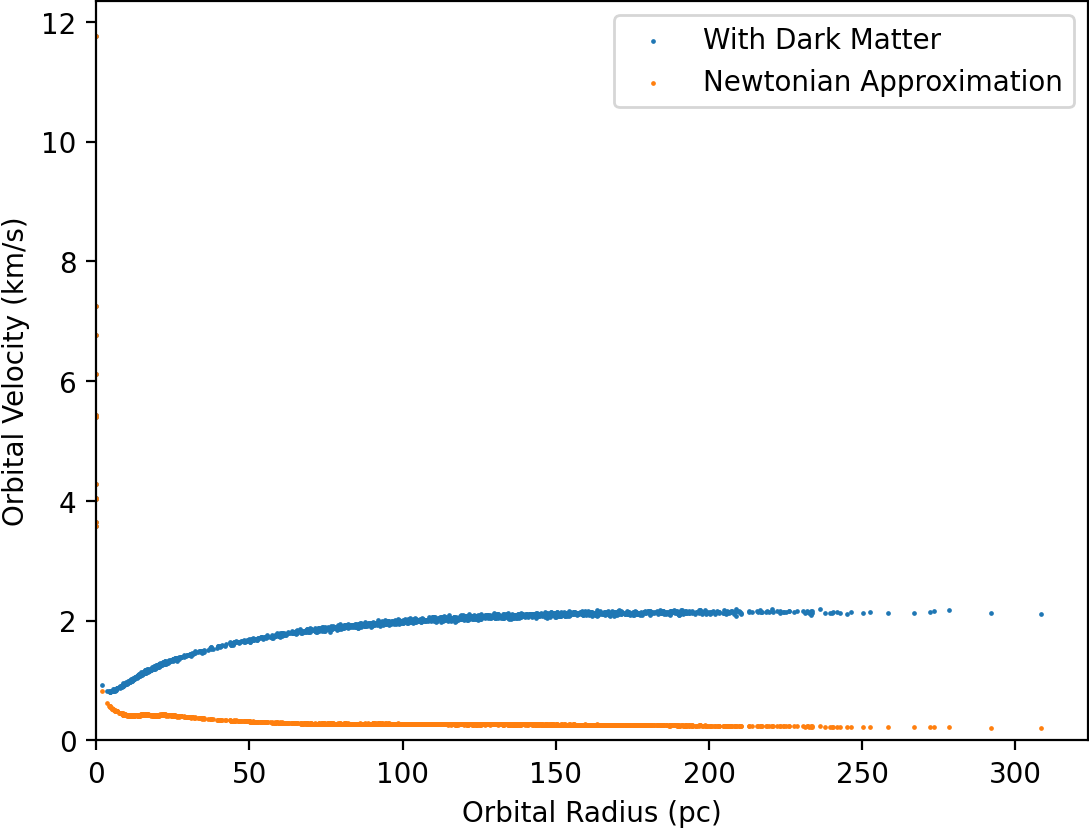 With Dark Matter
Newtonian Approximation
Orbital Velocity (km/s)
12
10
8
6
4
2
0
0 50 100 150 200 250 300
Orbital Radius (pc)